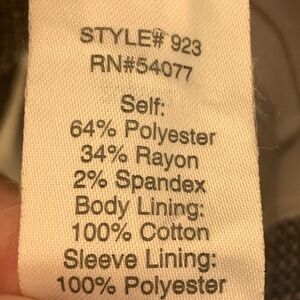 STYLE# 923
RN#54077
Self:
64% Polyester
34% Rayon
2% Spandex
Body Lining:
100% Cotton
Sleeve Lining:
100% Polyester